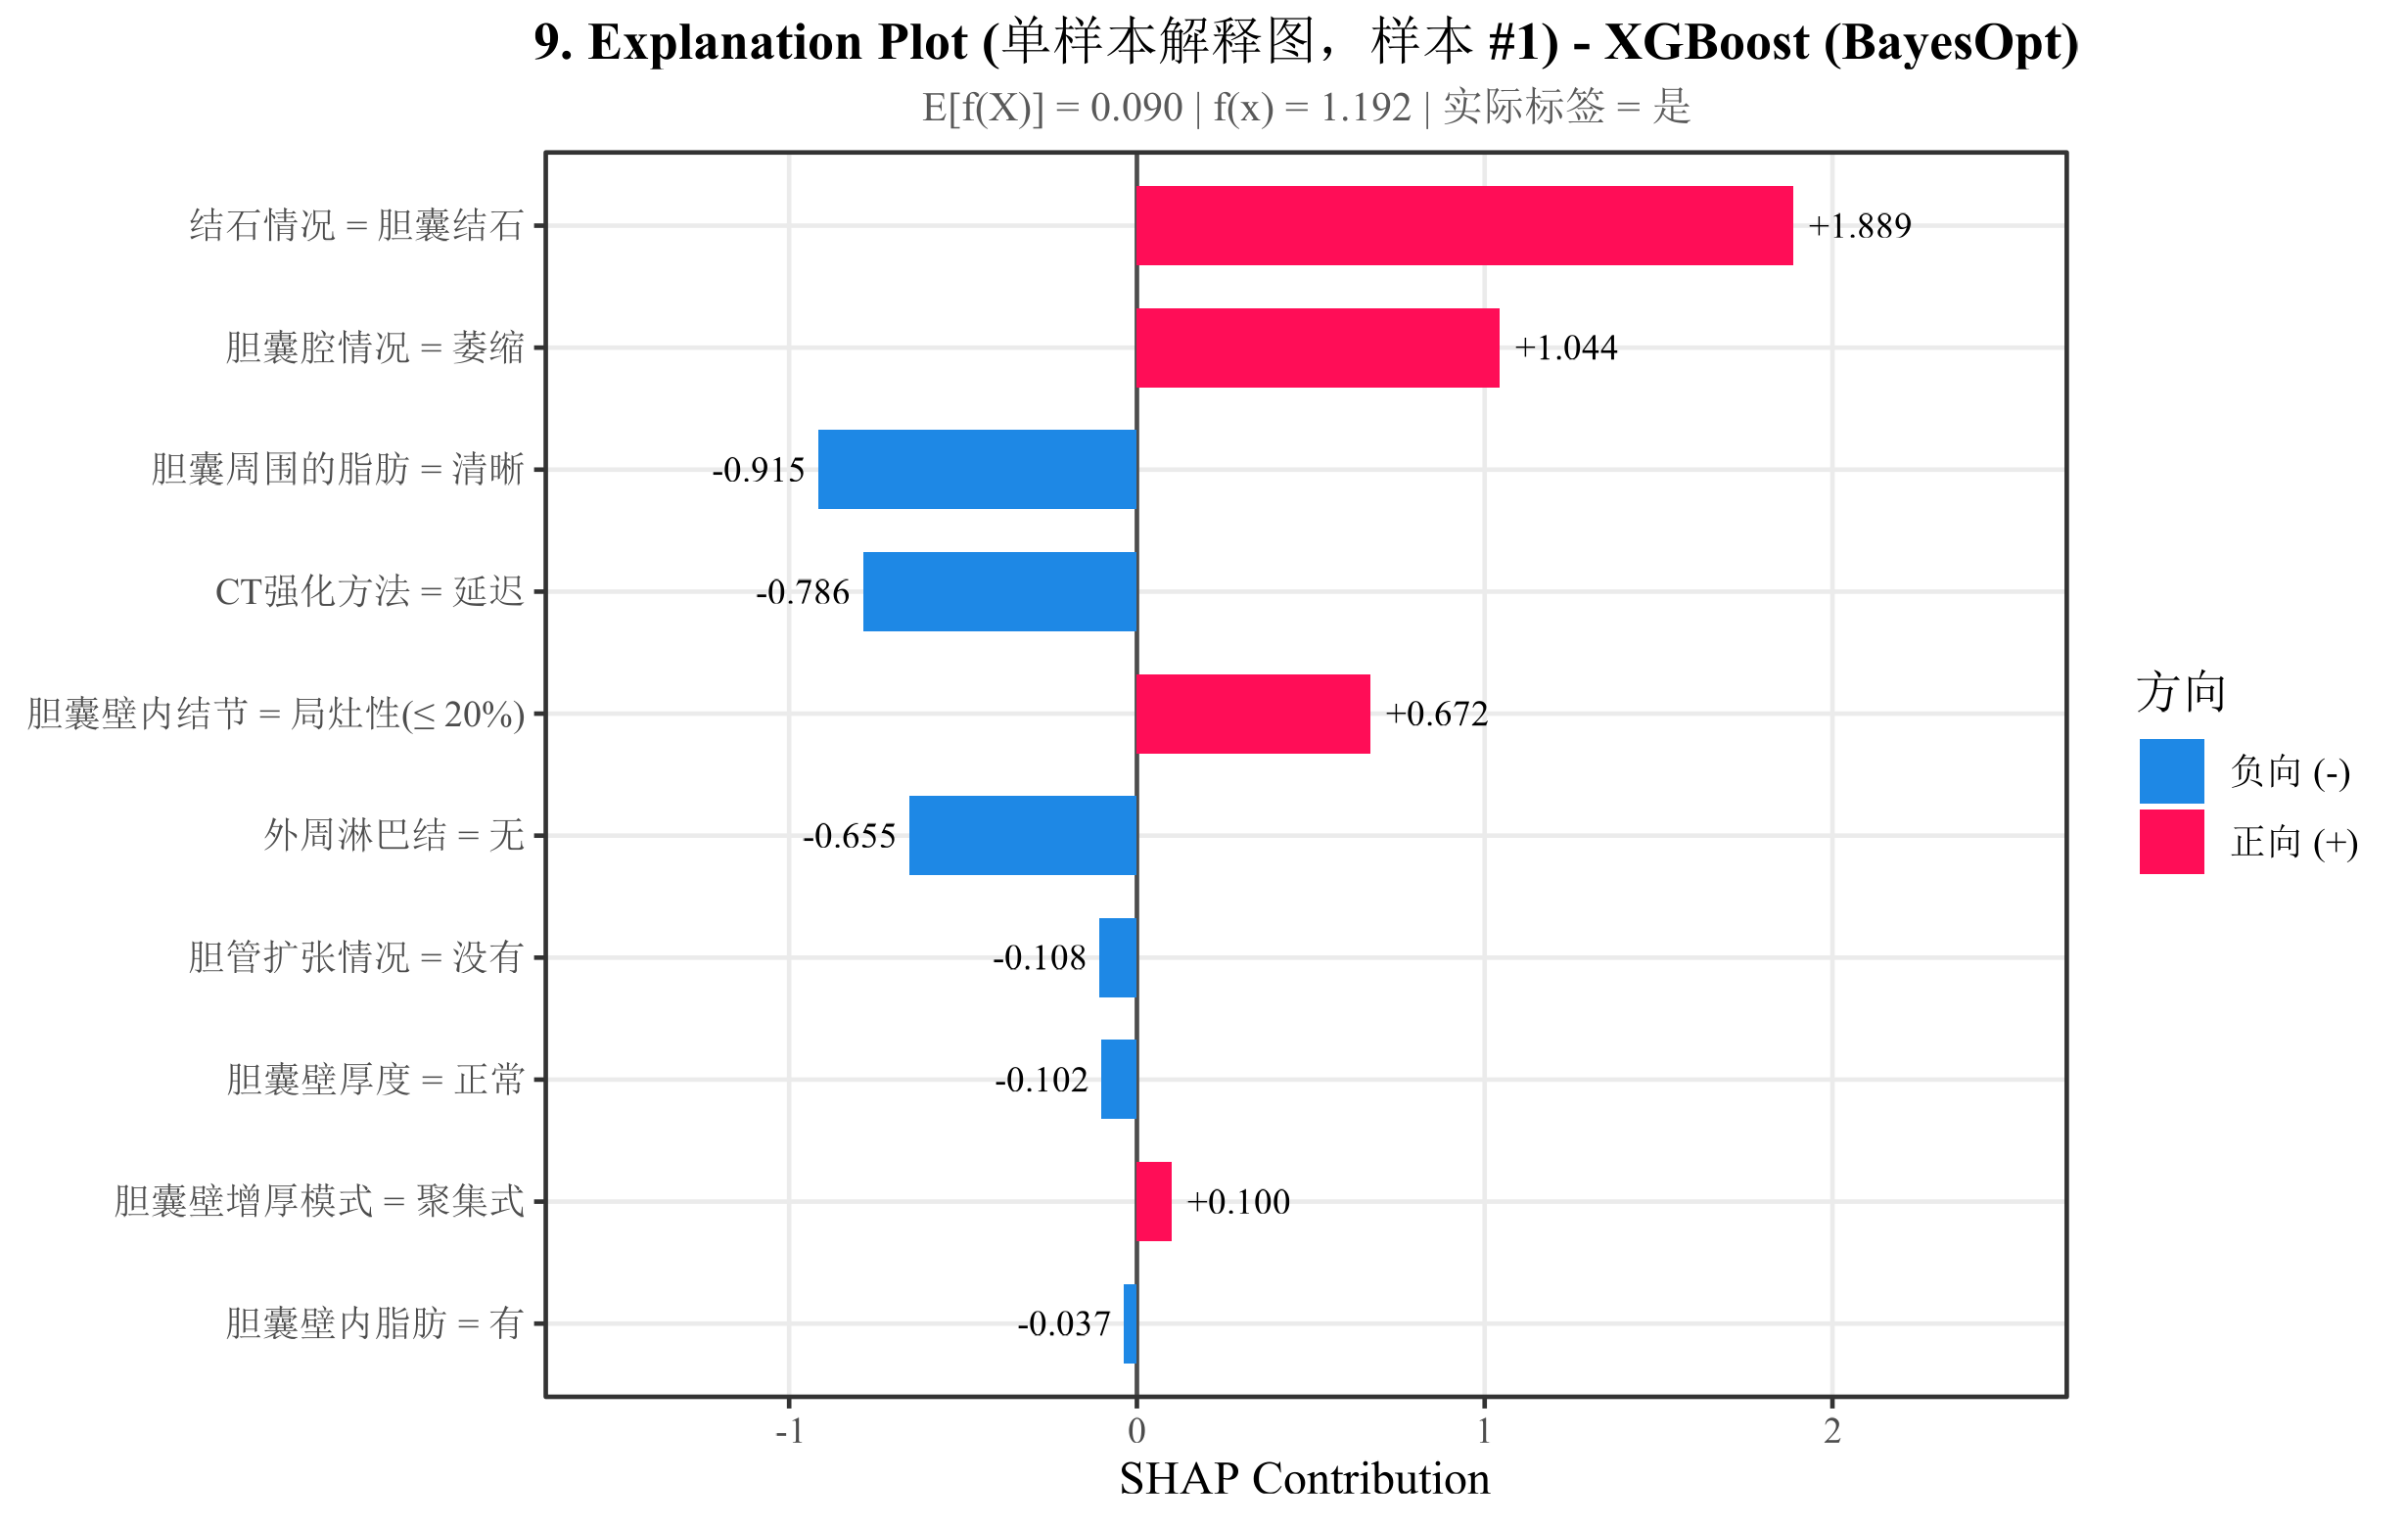 9. Explanation Plot (单样本解释图，样本 #1) - XGBoost (BayesOpt)
E[f(X)] = 0.090 | f(x) = 1.192 | 实际标签 = 是
结石情况 = 胆囊结石
+1.889
胆囊腔情况 = 萎缩
+1.044
胆囊周围的脂肪 = 清晰
-0.915
CT强化方法 = 延迟
-0.786
胆囊壁内结节 = 局灶性(≤ 20%)
+0.672
外周淋巴结 = 无
-0.655
胆管扩张情况 = 没有
-0.108
胆囊壁厚度 = 正常
-0.102
胆囊壁增厚模式 = 聚集式
+0.100
胆囊壁内脂肪 = 有
-0.037
-1 0 1 2
SHAP Contribution
方向
负向 (-)
正向 (+)